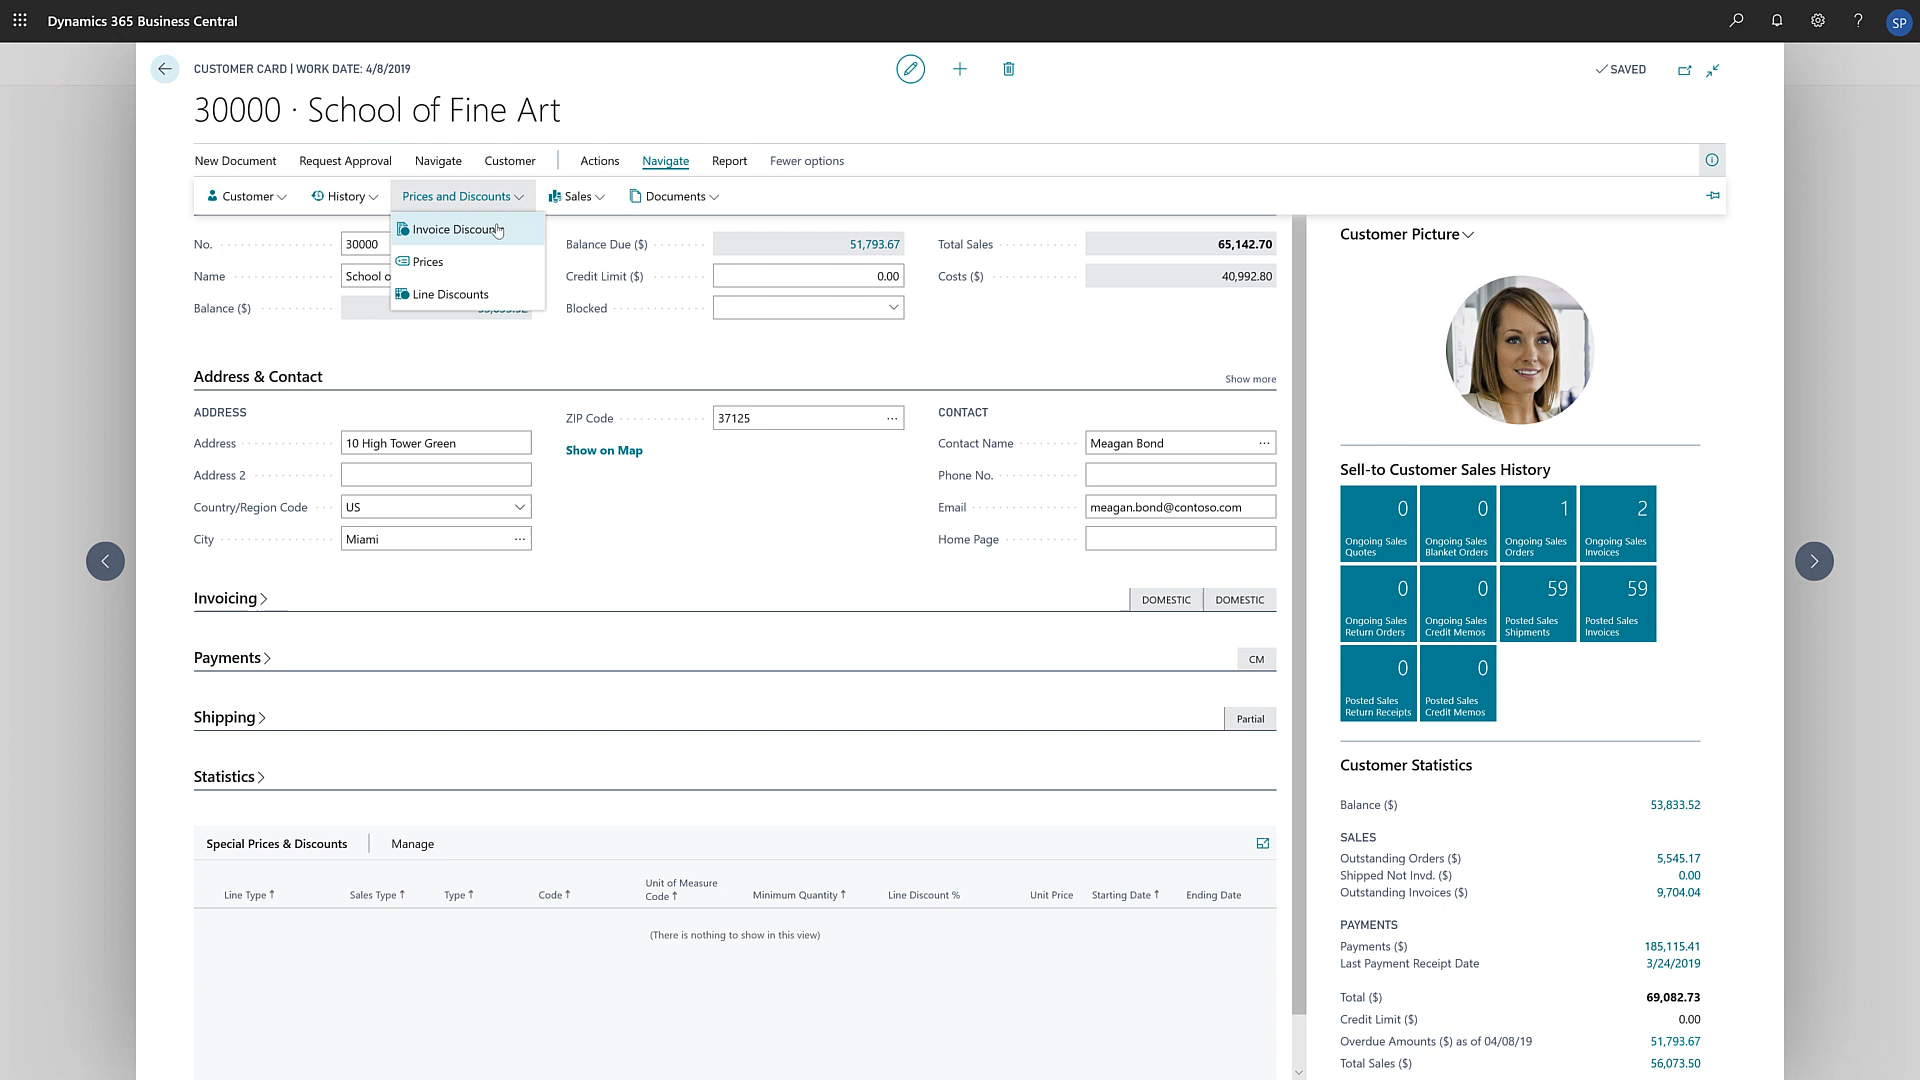 Dynamics 365 Business Central
SP
CUSTOMER CARD | WORK DATE: 4/8/2019
SAVED
30000 · School of Fine Art
New Document Request Approval Navigate Customer Actions Navigate Report Fewer options
Customer History Prices and Discounts Sales Documents
Invoice Discounts
Prices
Line Discounts
No. 30000
Name School o
Balance ($)
Balance Due ($) 51,793.67
Credit Limit ($) 0.00
Blocked
Total Sales 65,142.70
Costs ($) 40,992.80
Address & Contact
Show more
ADDRESS
Address 10 High Tower Green
Address 2
Country/Region Code US
City Miami
ZIP Code 37125
Show on Map
CONTACT
Contact Name Meagan Bond
Phone No.
Email meagan.bond@contoso.com
Home Page
Invoicing DOMESTIC DOMESTIC
Payments CM
Shipping Partial
Statistics
Special Prices & Discounts Manage
Line Type Sales Type Type Code Unit of Measure Code Minimum Quantity Line Discount % Unit Price Starting Date Ending Date
(There is nothing to show in this view)
Customer Picture
Sell-to Customer Sales History
0 Ongoing Sales Quotes
0 Ongoing Sales Blanket Orders
1 Ongoing Sales Orders
2 Ongoing Sales Invoices
0 Ongoing Sales Return Orders
0 Ongoing Sales Credit Memos
59 Posted Sales Shipments
59 Posted Sales Invoices
0 Posted Sales Return Receipts
0 Posted Sales Credit Memos
Customer Statistics
Balance ($) 53,833.52
SALES
Outstanding Orders ($) 5,545.17
Shipped Not Invd. ($) 0.00
Outstanding Invoices ($) 9,704.04
PAYMENTS
Payments ($) 185,115.41
Last Payment Receipt Date 3/24/2019
Total ($) 69,082.73
Credit Limit ($) 0.00
Overdue Amounts ($) as of 04/08/19 51,793.67
Total Sales ($) 56,073.50